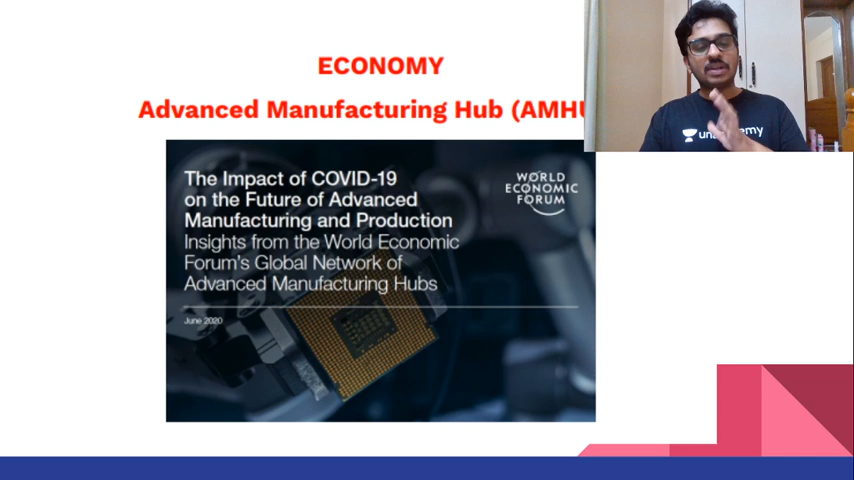 ECONOMY
Advanced Manufacturing Hub (AMHU
The Impact of COVID-19
on the Future of Advanced
Manufacturing and Production
Insights from the World Economic
Forum's Global Network of
Advanced Manufacturing Hubs
June 2020
WORLD
ECONOMIC
FORUM